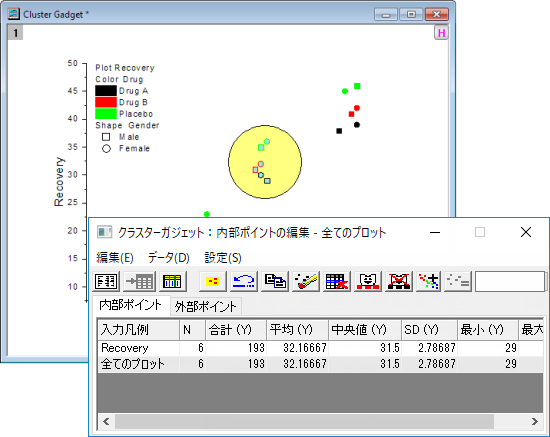 Cluster Gadget *
1
H
Plot Recovery
Color Drug
Drug A
Drug B
Placebo
Shape Gender
Male
Female
50
45
40
35
30
25
20
15
10
Recovery
クラスターガジェット：内部ポイントの編集 - 全てのプロット
編集(E) データ(D) 設定(S)
内部ポイント 外部ポイント
入力凡例 N 合計 (Y) 平均 (Y) 中央値 (Y) SD (Y) 最小 (Y) 最大
Recovery 6 193 32.16667 31.5 2.78687 29
全てのプロット 6 193 32.16667 31.5 2.78687 29